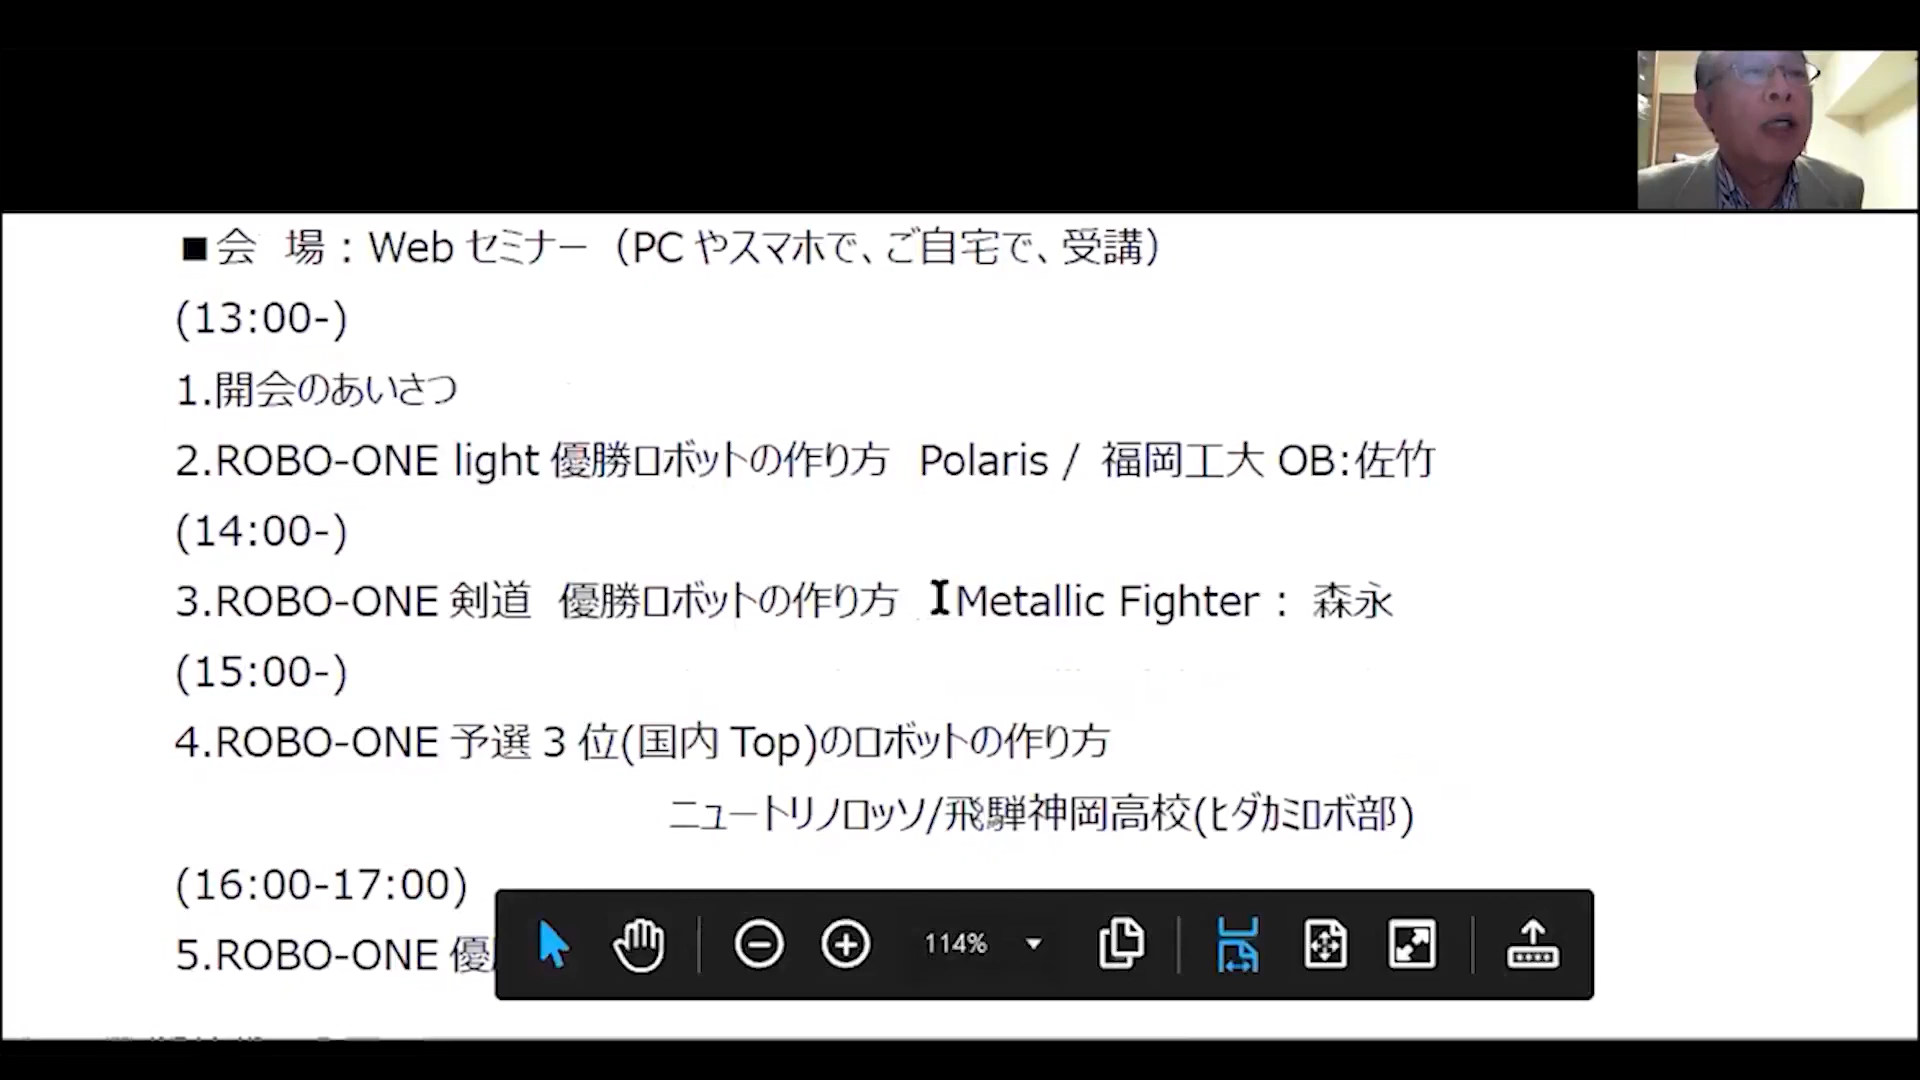 ■会　場：Webセミナー（PCやスマホで、ご自宅で、受講）
(13:00-)
1.開会のあいさつ
2.ROBO-ONE light 優勝ロボットの作り方　Polaris / 福岡工大 OB:佐竹
(14:00-)
3.ROBO-ONE 剣道　優勝ロボットの作り方　Metallic Fighter： 森永
(15:00-)
4.ROBO-ONE 予選 3 位(国内 Top)のロボットの作り方
ニュートリノロッソ/飛騨神岡高校(ヒダカミロボ部)
(16:00-17:00)
5.ROBO-ONE 優
114%